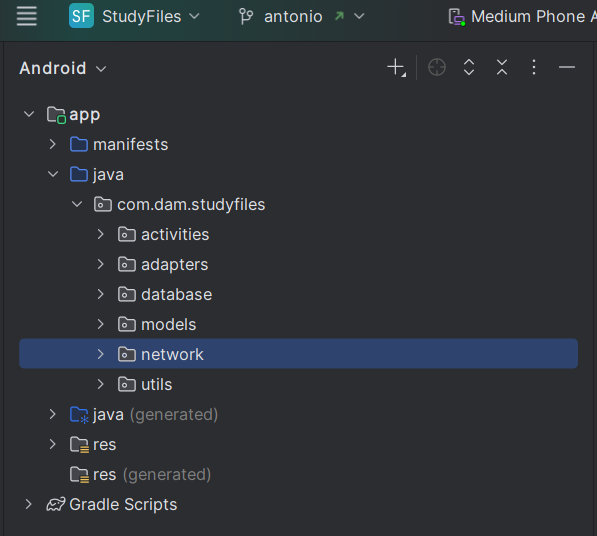 SF StudyFiles antonio Medium Phone A
Android
app
manifests
java
com.dam.studyfiles
activities
adapters
database
models
network
utils
java (generated)
res
res (generated)
Gradle Scripts